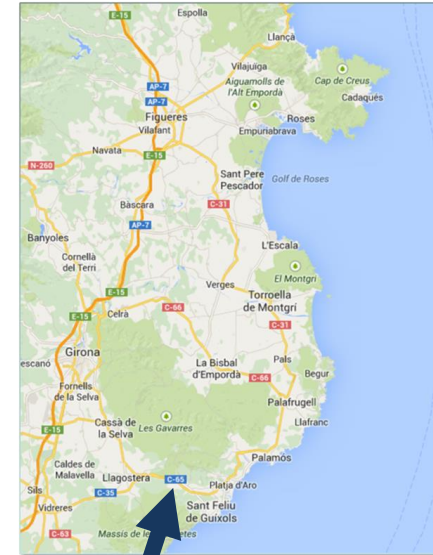 Espolla
E-15
Llançà
Vilajuïga
AP-7
Aiguamolls de
l'Alt Empordà
Cap de Creus
AP-7
Cadaqués
Figueres
Roses
Vilafant
Empuriabrava
Navata
E-15
N-260
Sant Pere
Pescador
Golf de Roses
Bàscara
C-31
AP-7
Banyoles
L'Escala
Cornellà
del Terri
El Montgrí
Verges
E-15
Torroella
de Montgrí
C-66
E-15
Celrà
C-31
Girona
La Bisbal
d'Empordà
Pals
escanó
C-66
Begur
Fornells
de la Selva
Palafrugell
E-15
Cassà de
la Selva
Les Gavarres
Llafranc
Palamós
Caldes de
Malavella
Llagostera
C-65
Platja d'Aro
Sils
C-35
Vidreres
Sant Feliu
de Guíxols
C-63
Massís de